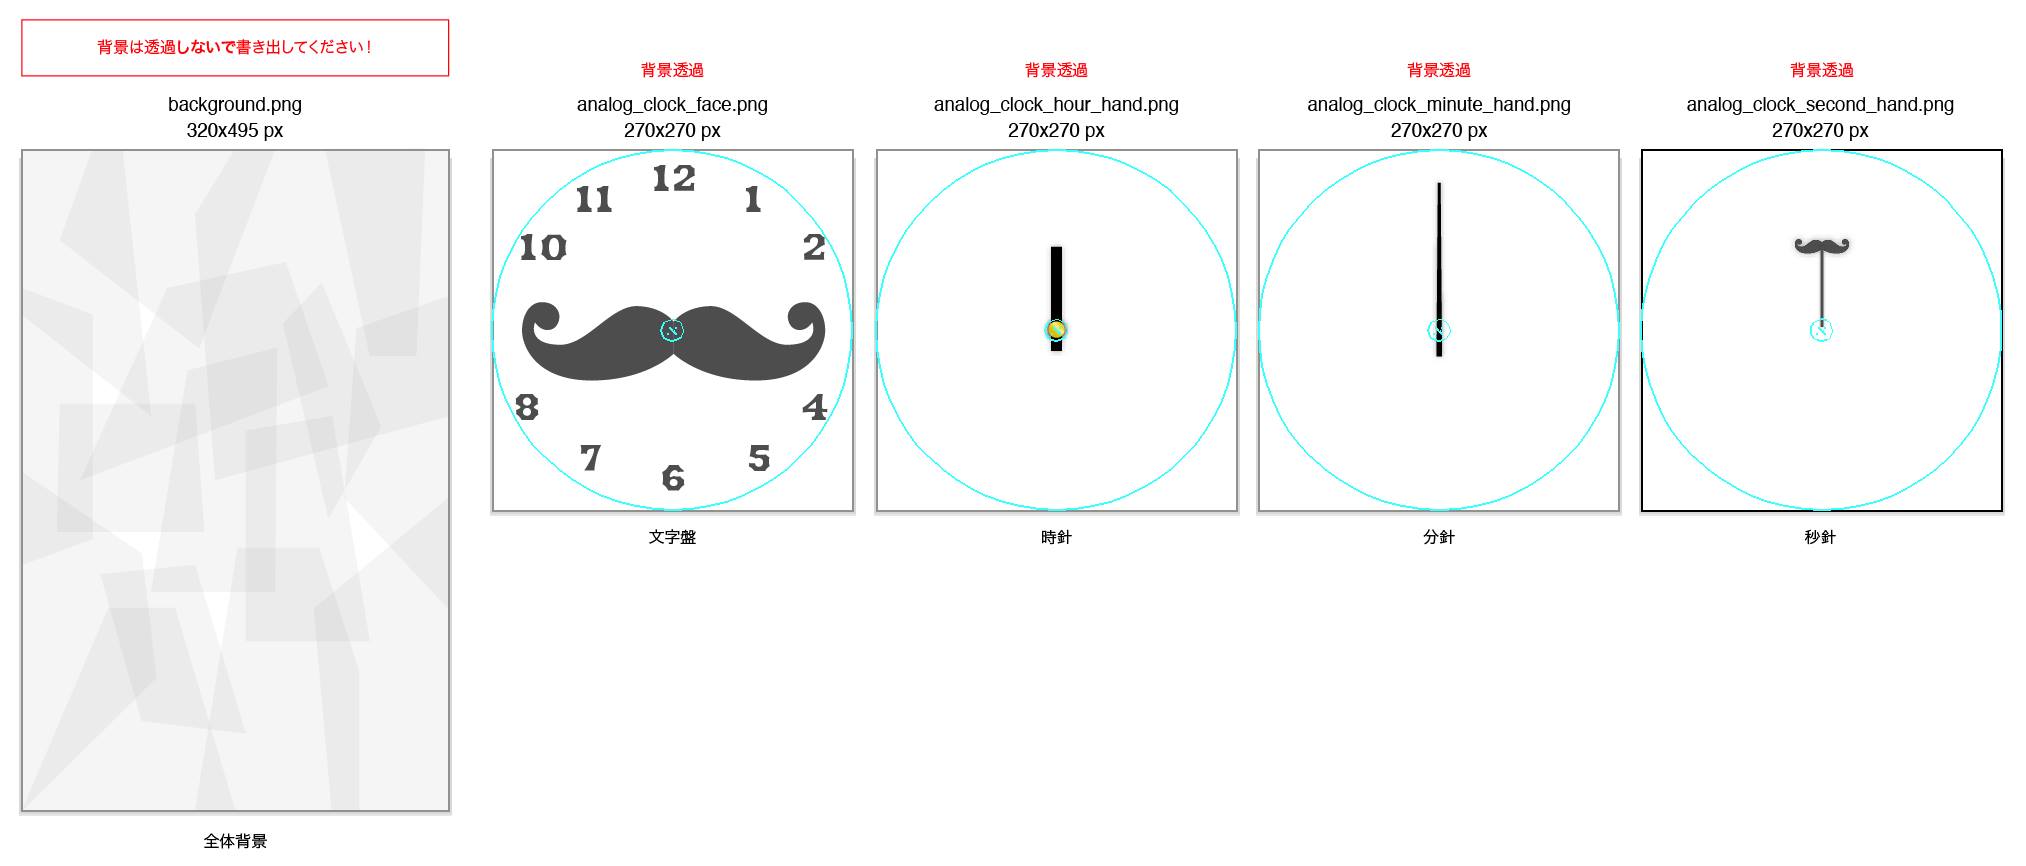 背景は透過しないで書き出してください！
background.png
320x495 px
全体背景
背景透過
analog_clock_face.png
270x270 px
12
11
1
10
2
8
4
7
5
6
文字盤
背景透過
analog_clock_hour_hand.png
270x270 px
時針
背景透過
analog_clock_minute_hand.png
270x270 px
分針
背景透過
analog_clock_second_hand.png
270x270 px
秒針